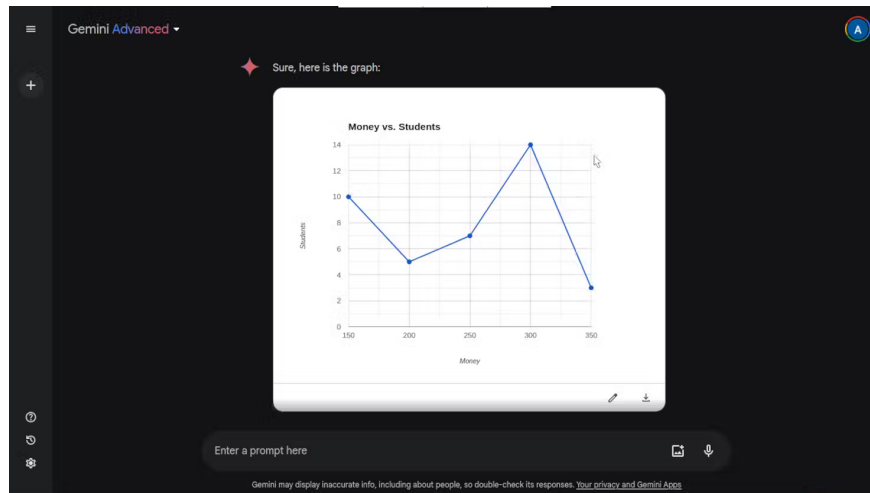 Gemini Advanced
A
Sure, here is the graph:
Money vs. Students
14
12
10
8
6
4
2
0
Students
150 200 250 300 350
Money
Enter a prompt here
Gemini may display inaccurate info, including about people, so double-check its responses. Your privacy and Gemini Apps